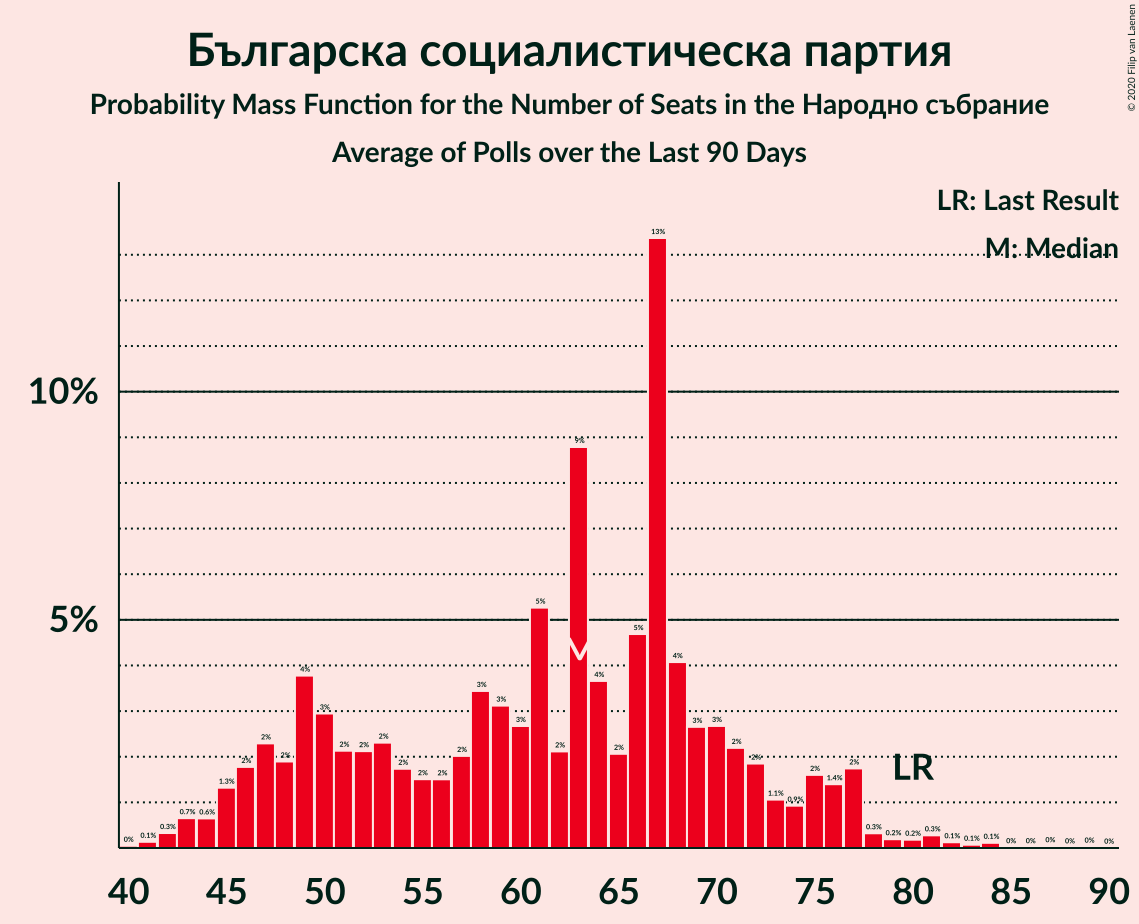 Българска социалистическа партия
Probability Mass Function for the Number of Seats in the Народно събрание
Average of Polls over the Last 90 Days
© 2020 Filip van Laenen
LR: Last Result
M: Median
10%
5%
0% 0.1% 0.3% 0.7% 0.6% 1.3% 2% 2% 2% 4% 3% 2% 2% 2% 2% 2% 2% 2% 3% 3% 3% 5% 2% 9% 4% 2% 5% 13% 4% 3% 3% 2% 2% 1.1% 0.9% 2% 1.4% 2% 0.3% 0.2% 0.2% 0.3% 0.1% 0.1% 0.1% 0% 0% 0% 0% 0% 0%
M
LR
40 45 50 55 60 65 70 75 80 85 90